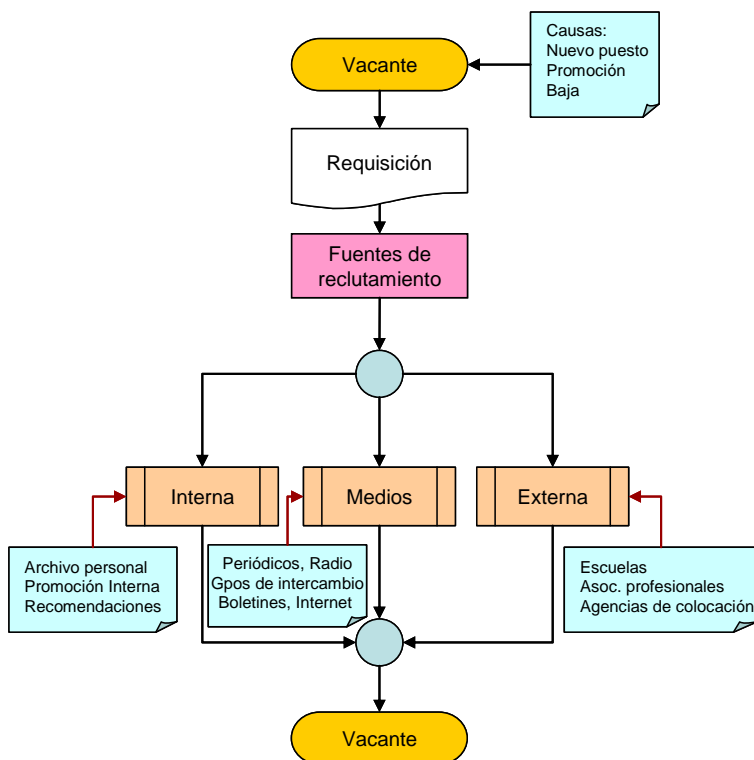 Causas:
Nuevo puesto
Promoción
Baja
Vacante
Requisición
Fuentes de
reclutamiento
Interna
Medios
Externa
Archivo personal
Promoción Interna
Recomendaciones
Periódicos, Radio
Gpos de intercambio
Boletines, Internet
Escuelas
Asoc. profesionales
Agencias de colocación
Vacante